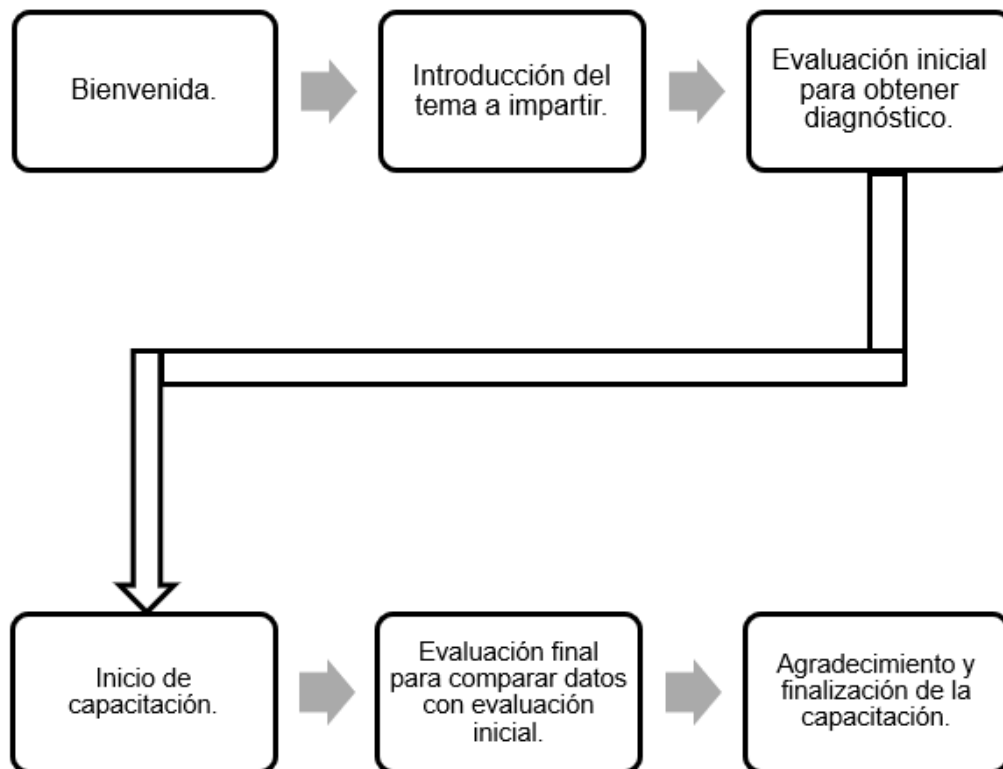 Bienvenida.
Introducción del
tema a impartir.
Evaluación inicial
para obtener
diagnóstico.
Inicio de
capacitación.
Evaluación final
para comparar datos
con evaluación
inicial.
Agradecimiento y
finalización de la
capacitación.